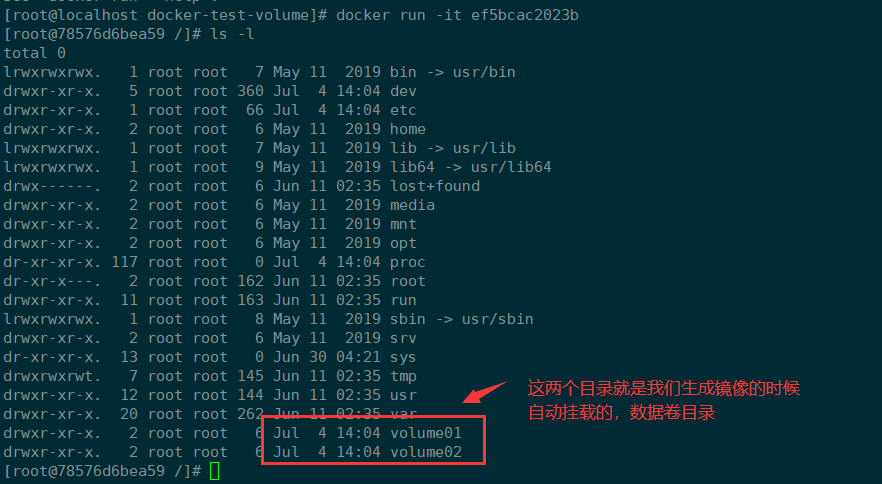 [root@localhost docker-test-volume]# docker run -it ef5bcac2023b
[root@78576d6bea59 /]# ls -l
total 0
lrwxrwxrwx.   1 root root   7 May 11  2019 bin -> usr/bin
drwxr-xr-x.   5 root root 360 Jul  4 14:04 dev
drwxr-xr-x.   1 root root  66 Jul  4 14:04 etc
drwxr-xr-x.   2 root root   6 May 11  2019 home
lrwxrwxrwx.   1 root root   7 May 11  2019 lib -> usr/lib
lrwxrwxrwx.   1 root root   9 May 11  2019 lib64 -> usr/lib64
drwx------.   2 root root   6 Jun 11 02:35 lost+found
drwxr-xr-x.   2 root root   6 May 11  2019 media
drwxr-xr-x.   2 root root   6 May 11  2019 mnt
drwxr-xr-x.   2 root root   6 May 11  2019 opt
dr-xr-xr-x. 117 root root   0 Jul  4 14:04 proc
dr-xr-x---.   2 root root 162 Jun 11 02:35 root
drwxr-xr-x.  11 root root 163 Jun 11 02:35 run
lrwxrwxrwx.   1 root root   8 May 11  2019 sbin -> usr/sbin
drwxr-xr-x.   2 root root   6 May 11  2019 srv
dr-xr-xr-x.  13 root root   0 Jun 30 04:21 sys
drwxrwxrwt.   7 root root 145 Jun 11 02:35 tmp
drwxr-xr-x.  12 root root 144 Jun 11 02:35 usr
drwxr-xr-x.  20 root root 262 Jun 11 02:35 var
drwxr-xr-x.   2 root root   6 Jul  4 14:04 volume01
drwxr-xr-x.   2 root root   6 Jul  4 14:04 volume02
[root@78576d6bea59 /]#
这两个目录就是我们生成镜像的时候
自动挂载的，数据卷目录